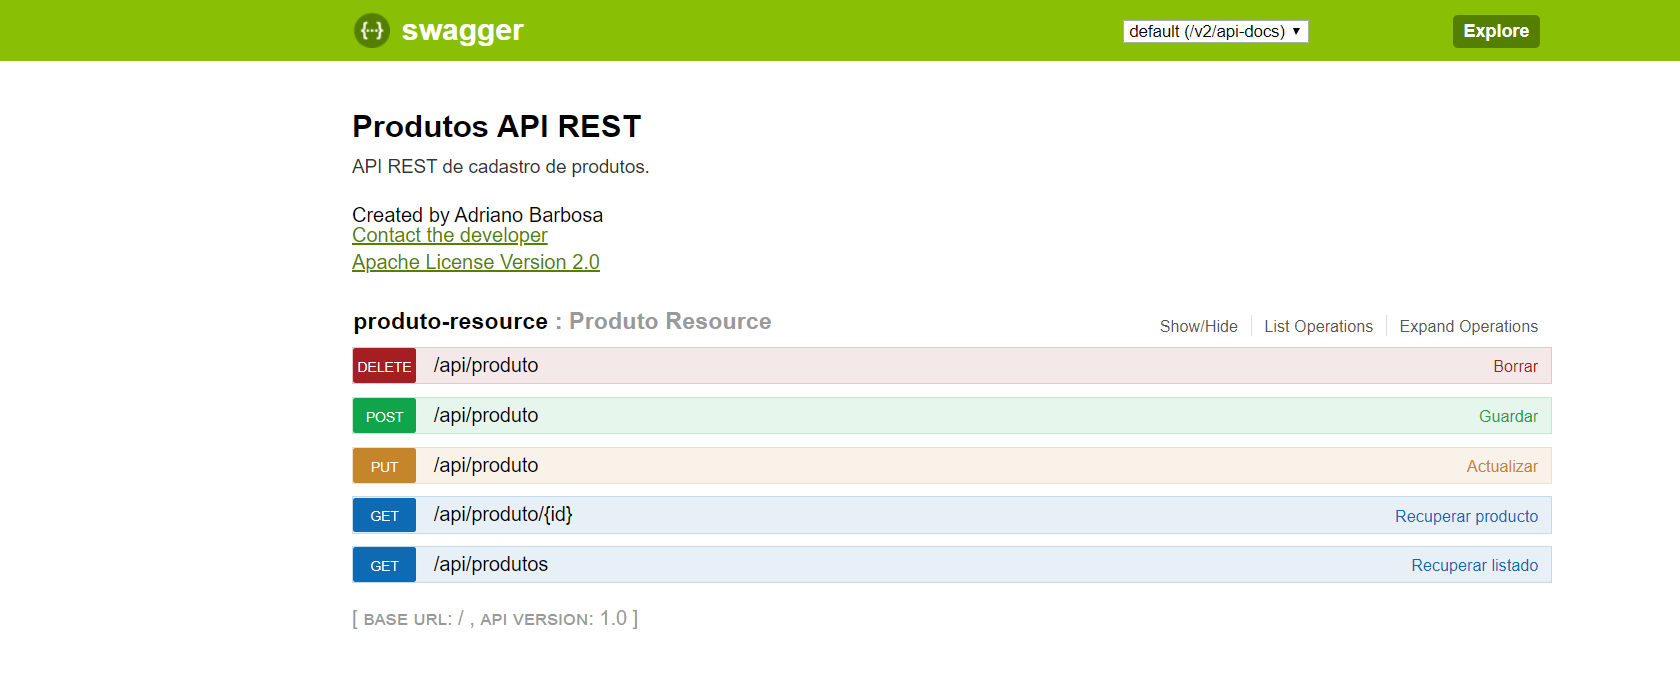 {···} swagger default (/v2/api-docs) Explore
Produtos API REST
API REST de cadastro de produtos.
Created by Adriano Barbosa
Contact the developer
Apache License Version 2.0
produto-resource : Produto Resource Show/Hide List Operations Expand Operations
DELETE /api/produto Borrar
POST /api/produto Guardar
PUT /api/produto Actualizar
GET /api/produto/{id} Recuperar producto
GET /api/produtos Recuperar listado
[ BASE URL: / , API VERSION: 1.0 ]